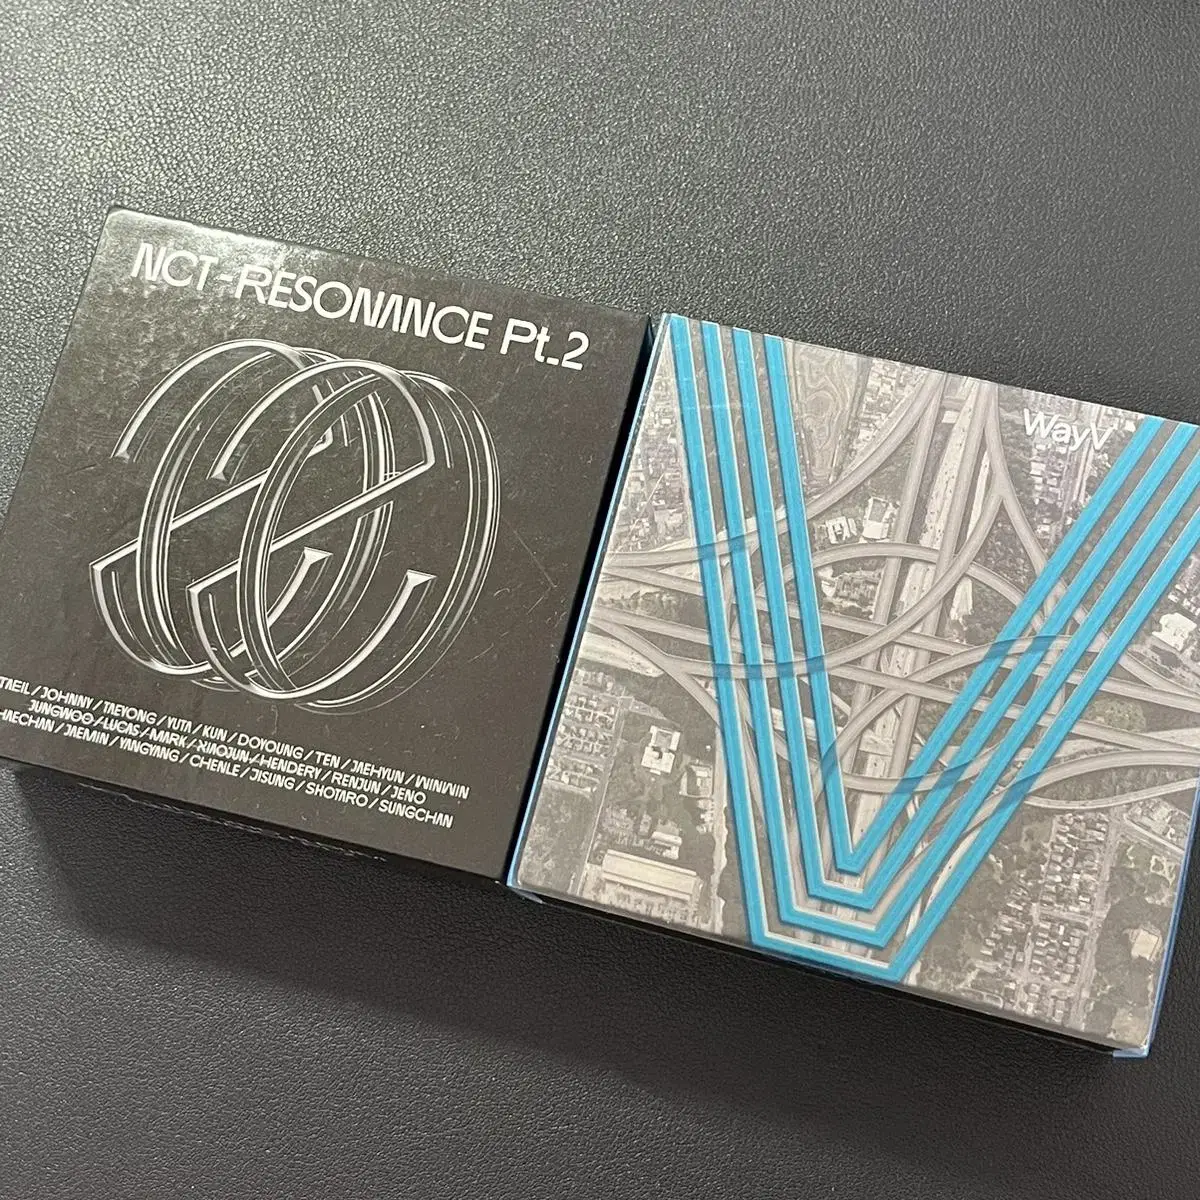 NCT-RESONANCE Pt.2
TAEIL / JOHNNY / TAEYONG / YUTA / KUN / DOYOUNG / TEN / JAEHYUN / WINWIN
JUNGWOO / LUCAS / MARK / XIAOJUN / HENDERY / RENJUN / JENO
HAECHAN / JAEMIN / YANGYANG / CHENLE / JISUNG / SHOTARO / SUNGCHAN
WayV